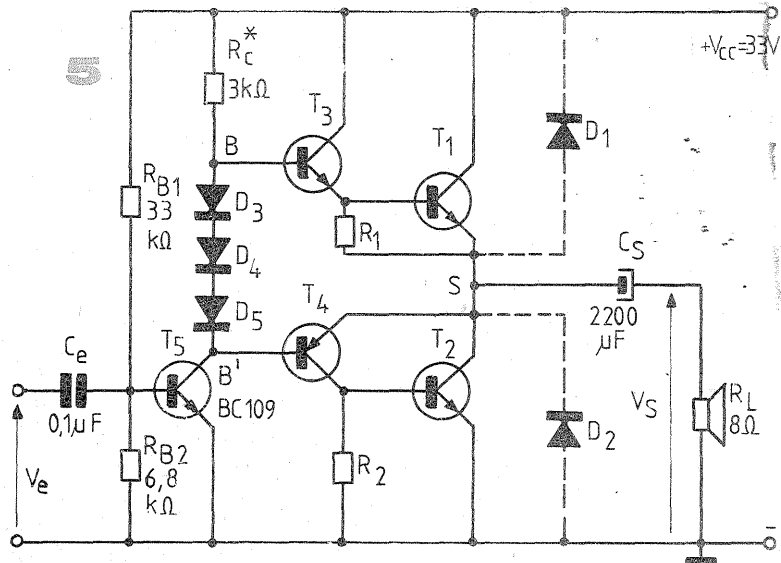 5
R*c
3kΩ
+Vcc=33V
T3
T1
D1
B
RB1
33
kΩ
D3
D4
D5
R1
CS
2200
µF
S
T4
T2
Ce
0,1µF
T5
B'
BC109
RB2
6,8
kΩ
R2
D2
VS
RL
8Ω
Ve
-